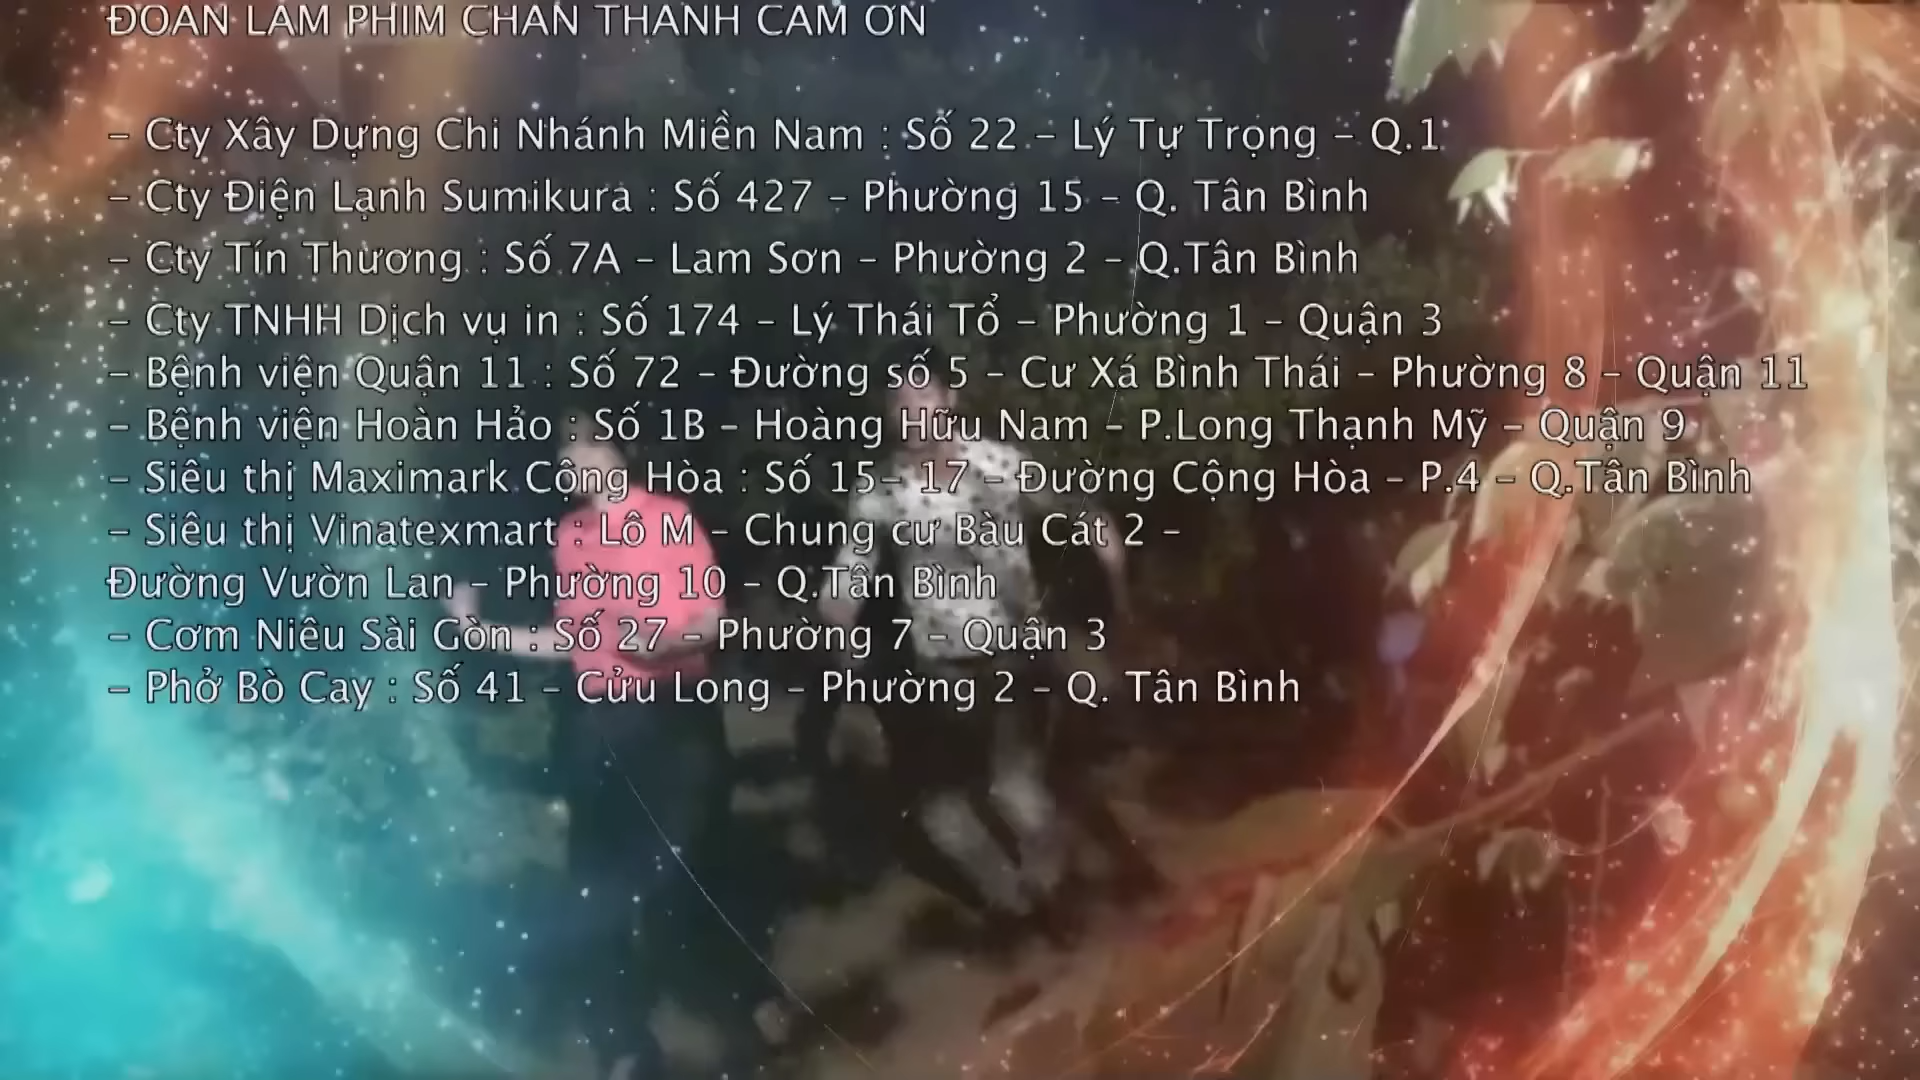 ĐOÀN LÀM PHIM CHÂN THÀNH CẢM ƠN
- Cty Xây Dựng Chi Nhánh Miền Nam : Số 22 - Lý Tự Trọng - Q.1
- Cty Điện Lạnh Sumikura : Số 427 - Phường 15 - Q. Tân Bình
- Cty Tín Thương : Số 7A - Lam Sơn - Phường 2 - Q.Tân Bình
- Cty TNHH Dịch vụ in : Số 174 - Lý Thái Tổ - Phường 1 - Quận 3
- Bệnh viện Quận 11 : Số 72 - Đường số 5 - Cư Xá Bình Thái - Phường 8 - Quận 11
- Bệnh viện Hoàn Hảo : Số 1B - Hoàng Hữu Nam - P.Long Thạnh Mỹ - Quận 9
- Siêu thị Maximark Cộng Hòa : Số 15- 17 - Đường Cộng Hòa - P.4 - Q.Tân Bình
- Siêu thị Vinatexmart : Lô M - Chung cư Bàu Cát 2 -
Đường Vườn Lan - Phường 10 - Q.Tân Bình
- Cơm Niêu Sài Gòn : Số 27 - Phường 7 - Quận 3
- Phở Bò Cay : Số 41 - Cửu Long - Phường 2 - Q. Tân Bình